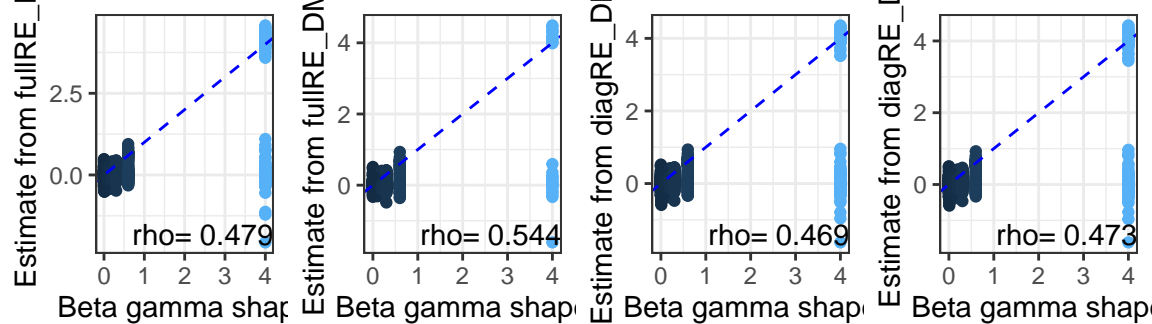 Estimate from fullRE_
2.5
0.0
rho= 0.479
0
1
2
3
4
Beta gamma shap
Estimate from fullRE_DM
4
2
0
rho= 0.544
0
1
2
3
4
Beta gamma shap
Estimate from diagRE_D
4
2
0
rho= 0.469
0
1
2
3
4
Beta gamma shap
Estimate from diagRE_D
4
2
0
rho= 0.473
0
1
2
3
4
Beta gamma shape